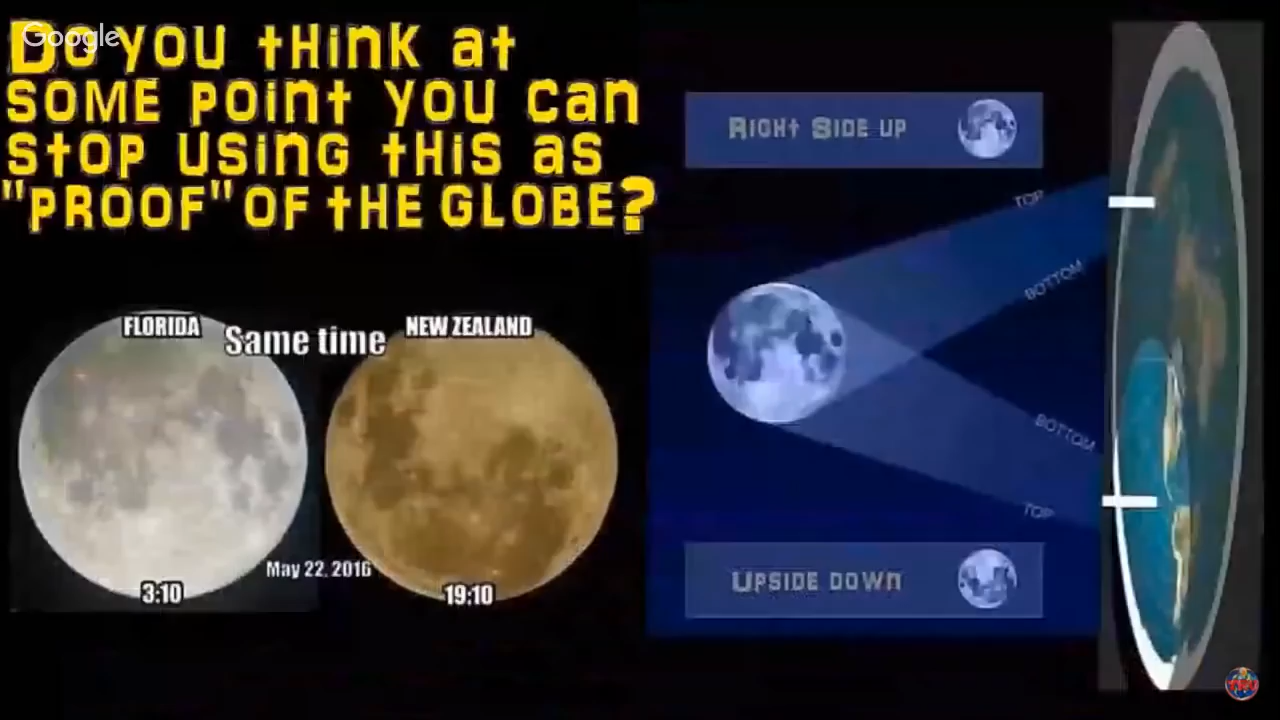 Google
Do you think at
some point you can
stop using this as
"proof" of the globe?
FLORIDA
Same time
NEW ZEALAND
May 22, 2016
3:10
19:10
Right Side up
TOP
BOTTOM
BOTTOM
TOP
Upside down